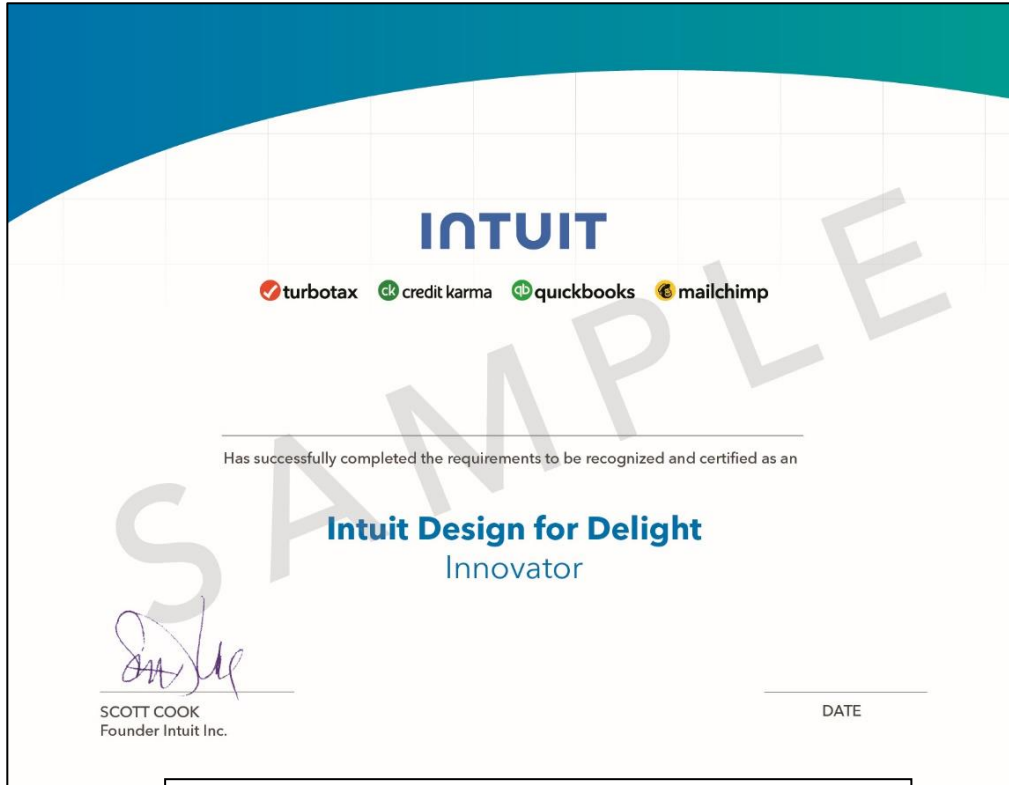 INTUIT
turbotax credit karma quickbooks mailchimp
SAMPLE
Has successfully completed the requirements to be recognized and certified as an
Intuit Design for Delight
Innovator
SCOTT COOK
Founder Intuit Inc.
DATE